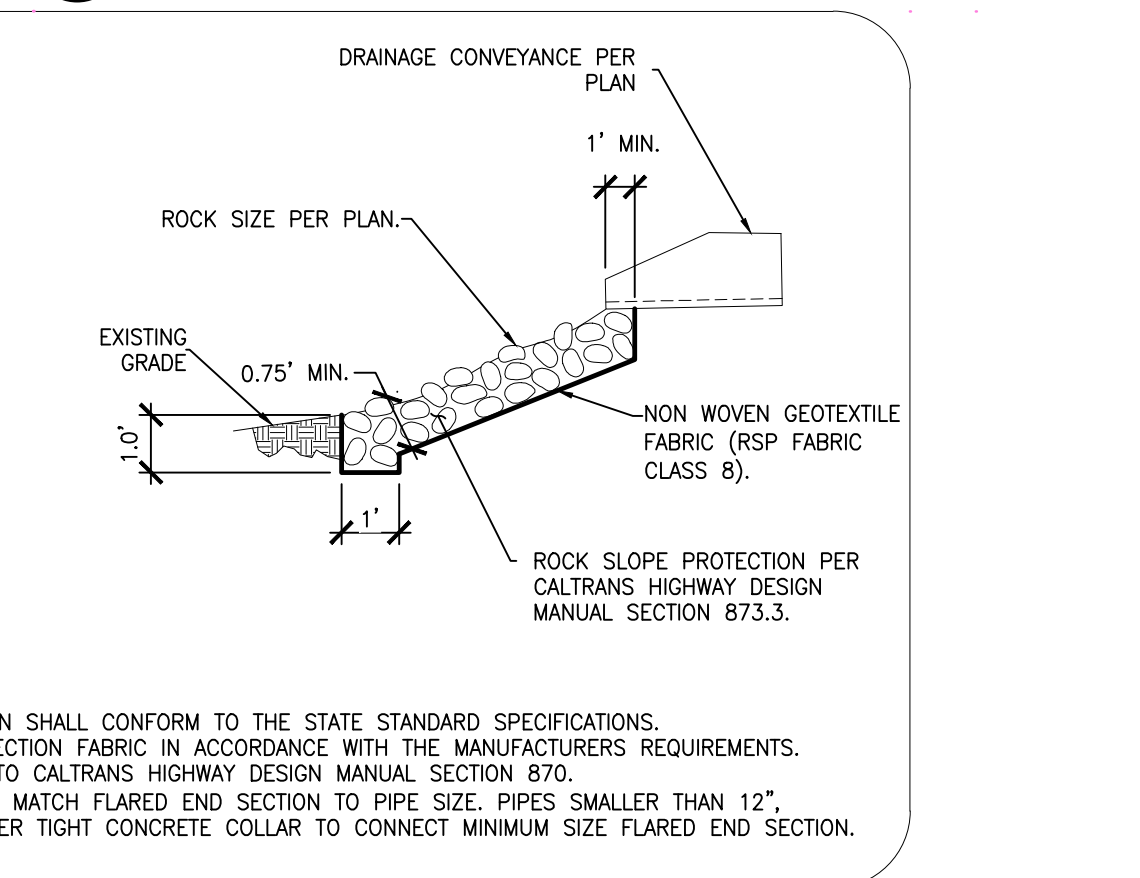 DRAINAGE CONVEYANCE PER
PLAN
1' MIN.
ROCK SIZE PER PLAN.
EXISTING
GRADE
0.75' MIN.
1.0'
NON WOVEN GEOTEXTILE
FABRIC (RSP FABRIC
CLASS 8).
1'
ROCK SLOPE PROTECTION PER
CALTRANS HIGHWAY DESIGN
MANUAL SECTION 873.3.
N SHALL CONFORM TO THE STATE STANDARD SPECIFICATIONS.
ECTION FABRIC IN ACCORDANCE WITH THE MANUFACTURERS REQUIREMENTS.
TO CALTRANS HIGHWAY DESIGN MANUAL SECTION 870.
MATCH FLARED END SECTION TO PIPE SIZE. PIPES SMALLER THAN 12",
ER TIGHT CONCRETE COLLAR TO CONNECT MINIMUM SIZE FLARED END SECTION.